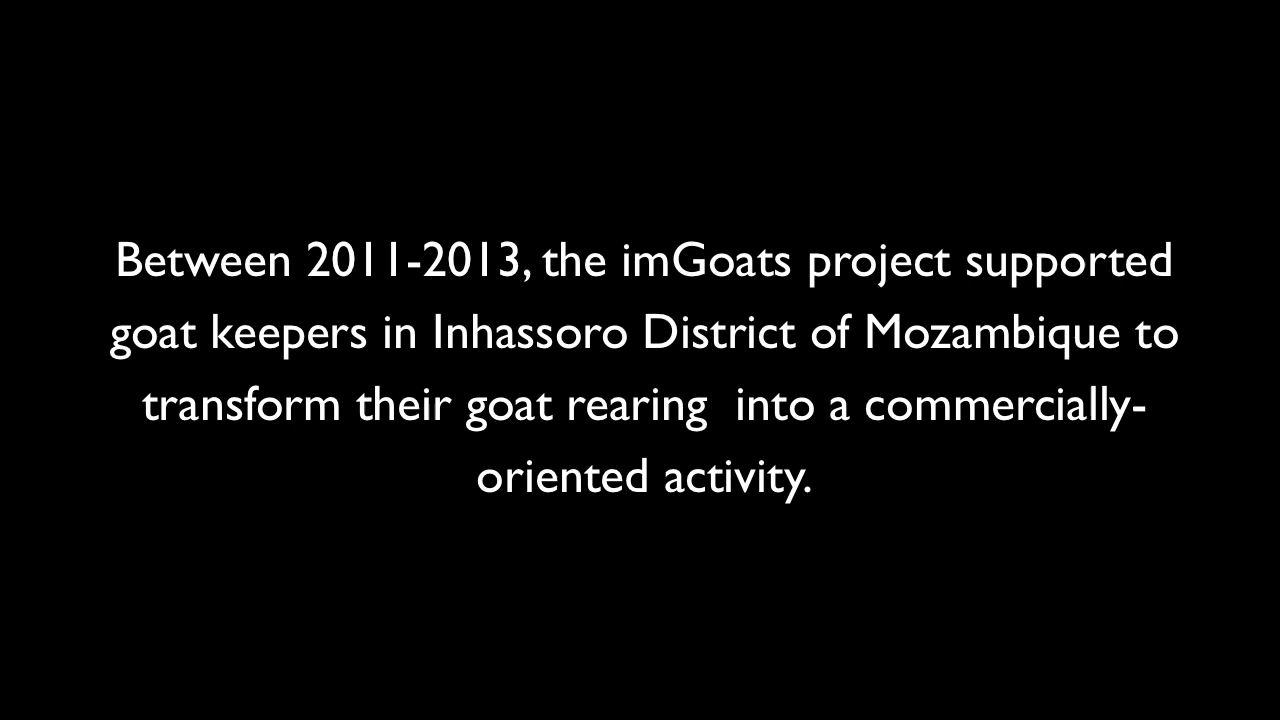 Between 2011-2013, the imGoats project supported
goat keepers in Inhassoro District of Mozambique to
transform their goat rearing  into a commercially-
oriented activity.